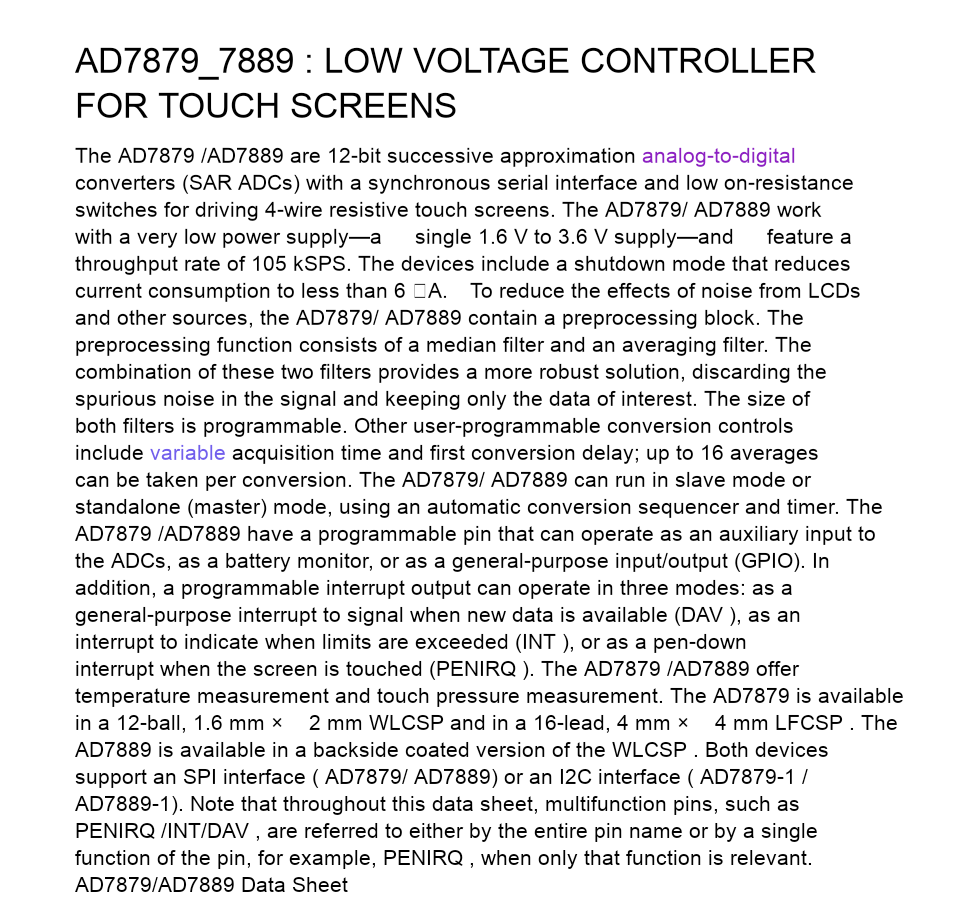 AD7879_7889 : LOW VOLTAGE CONTROLLER
FOR TOUCH SCREENS
The AD7879 /AD7889 are 12-bit successive approximation analog-to-digital
converters (SAR ADCs) with a synchronous serial interface and low on-resistance
switches for driving 4-wire resistive touch screens. The AD7879/ AD7889 work
with a very low power supply—a single 1.6 V to 3.6 V supply—and feature a
throughput rate of 105 kSPS. The devices include a shutdown mode that reduces
current consumption to less than 6 □A. To reduce the effects of noise from LCDs
and other sources, the AD7879/ AD7889 contain a preprocessing block. The
preprocessing function consists of a median filter and an averaging filter. The
combination of these two filters provides a more robust solution, discarding the
spurious noise in the signal and keeping only the data of interest. The size of
both filters is programmable. Other user-programmable conversion controls
include variable acquisition time and first conversion delay; up to 16 averages
can be taken per conversion. The AD7879/ AD7889 can run in slave mode or
standalone (master) mode, using an automatic conversion sequencer and timer. The
AD7879 /AD7889 have a programmable pin that can operate as an auxiliary input to
the ADCs, as a battery monitor, or as a general-purpose input/output (GPIO). In
addition, a programmable interrupt output can operate in three modes: as a
general-purpose interrupt to signal when new data is available (DAV ), as an
interrupt to indicate when limits are exceeded (INT ), or as a pen-down
interrupt when the screen is touched (PENIRQ ). The AD7879 /AD7889 offer
temperature measurement and touch pressure measurement. The AD7879 is available
in a 12-ball, 1.6 mm × 2 mm WLCSP and in a 16-lead, 4 mm × 4 mm LFCSP . The
AD7889 is available in a backside coated version of the WLCSP . Both devices
support an SPI interface ( AD7879/ AD7889) or an I2C interface ( AD7879-1 /
AD7889-1). Note that throughout this data sheet, multifunction pins, such as
PENIRQ /INT/DAV , are referred to either by the entire pin name or by a single
function of the pin, for example, PENIRQ , when only that function is relevant.
AD7879/AD7889 Data Sheet